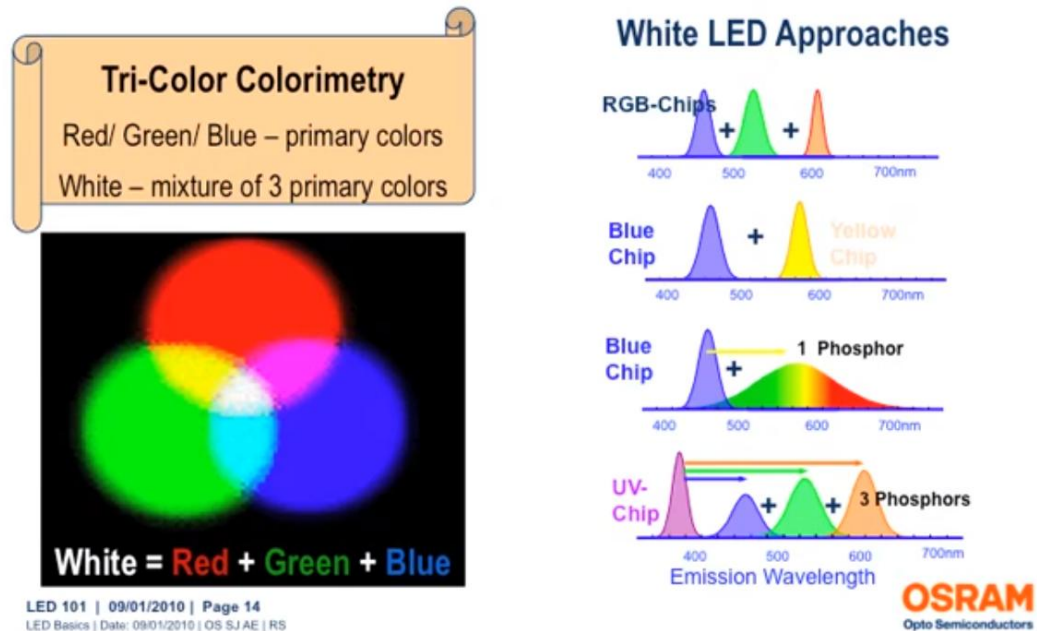 Tri-Color Colorimetry
Red/ Green/ Blue – primary colors
White – mixture of 3 primary colors
White = Red + Green + Blue
LED 101 | 09/01/2010 | Page 14
LED Basics | Date: 09/01/2010 | OS SJ AE | RS
White LED Approaches
RGB-Chips
+ +
400 500 600 700nm
Blue
Chip
+
Yellow
Chip
400 500 600 700nm
Blue
Chip
+
1 Phosphor
400 500 600 700nm
UV-
Chip
+ +
3 Phosphors
400 500 600 700nm
Emission Wavelength
OSRAM
Opto Semiconductors